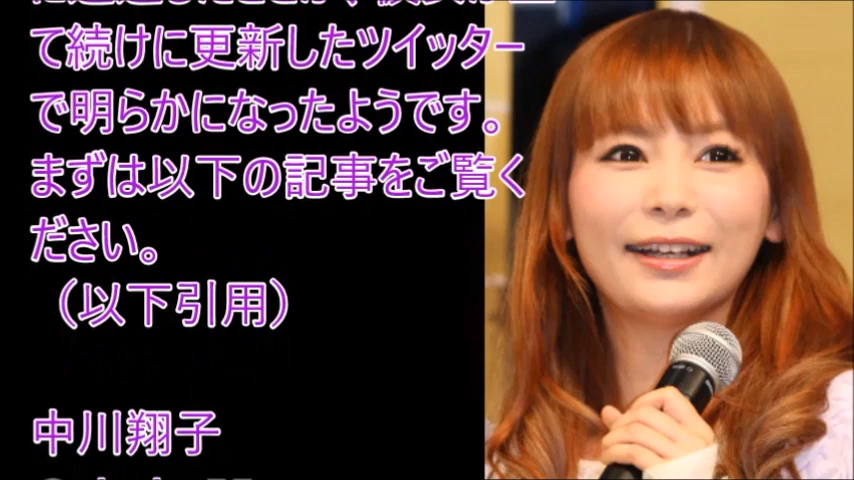 て続けに更新したツイッター
で明らかになったようです。
まずは以下の記事をご覧く
ださい。
（以下引用）
中川翔子